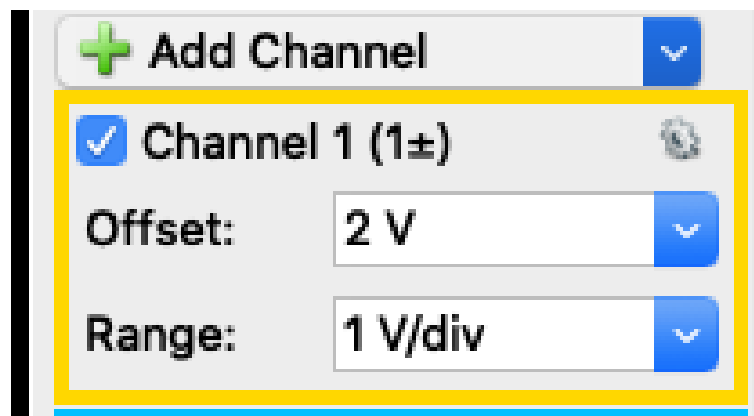 Add Channel
Channel 1 (1±)
Offset: 2 V
Range: 1 V/div